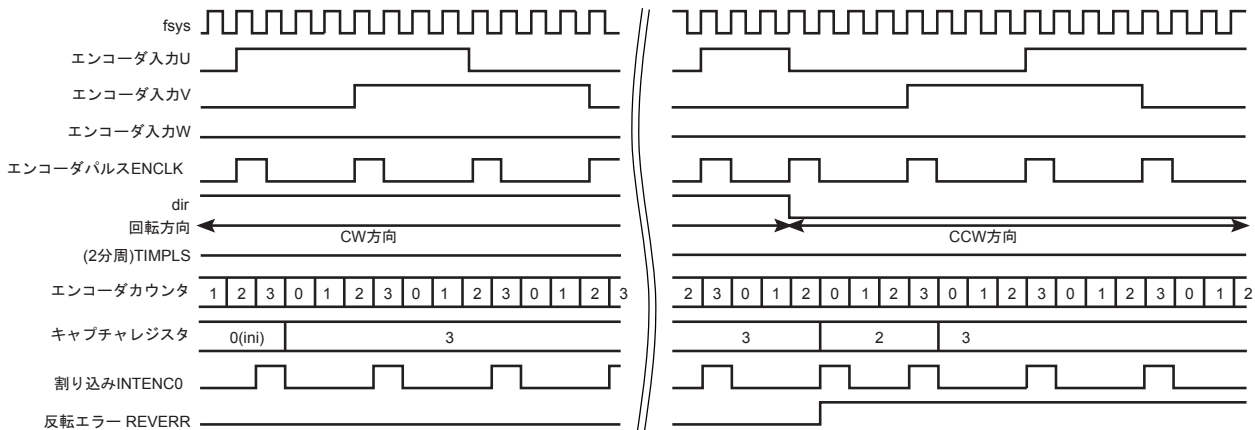 fsys
エンコーダ入力U
エンコーダ入力V
エンコーダ入力W
エンコーダパルスENCLK
dir
回転方向
CW方向
CCW方向
(2分周)TIMPLS
エンコーダカウンタ
1 2 3 0 1 2 3 0 1 2 3 0 1 2 3
2 3 0 1 2 0 1 2 3 0 1 2 3 0 1 2 3 0 1 2
キャプチャレジスタ
0(ini) 3
3 2 3
割り込みINTENC0
反転エラー REVERR